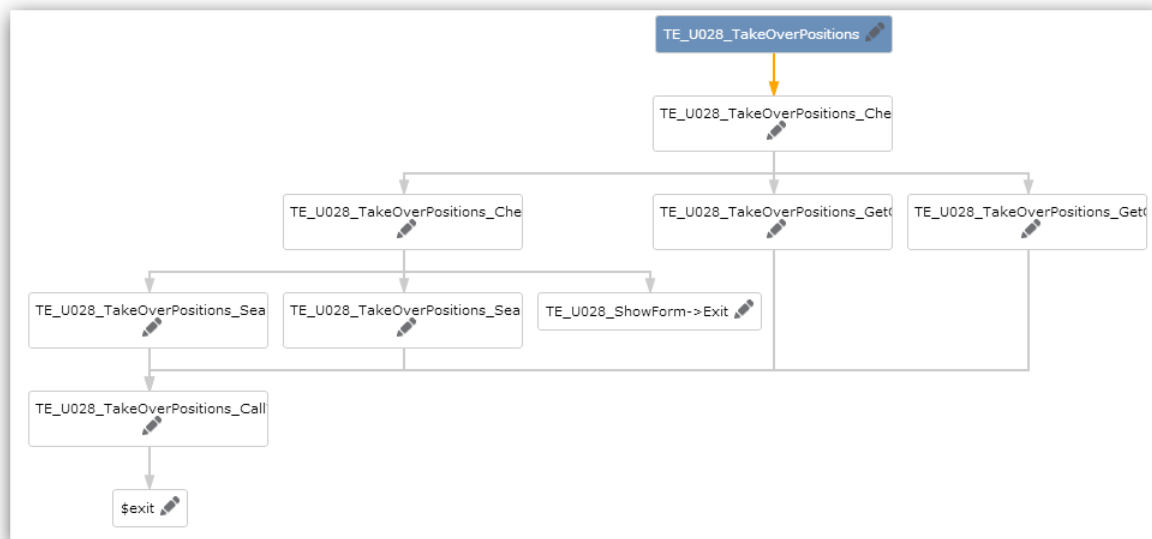 TE_U028_TakeOverPositions
TE_U028_TakeOverPositions_Che
TE_U028_TakeOverPositions_Che
TE_U028_TakeOverPositions_Get
TE_U028_TakeOverPositions_Get
TE_U028_TakeOverPositions_Sea
TE_U028_TakeOverPositions_Sea
TE_U028_ShowForm->Exit
TE_U028_TakeOverPositions_Call
$exit